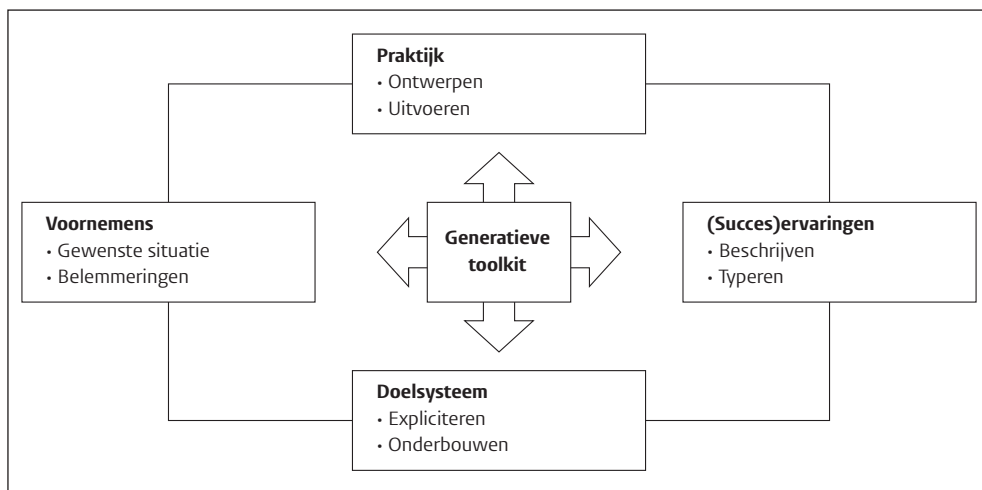 Praktijk
• Ontwerpen
• Uitvoeren
Voornemens
• Gewenste situatie
• Belemmeringen
Generatieve
toolkit
(Succes)ervaringen
• Beschrijven
• Typeren
Doelsysteem
• Expliciteren
• Onderbouwen